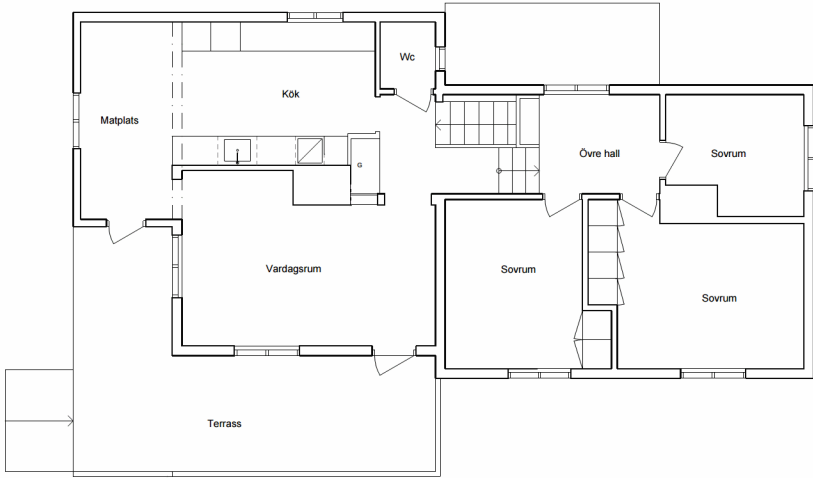 Wc
Kök
Matplats
Övre hall
Sovrum
G
Vardagsrum
Sovrum
Sovrum
Terrass